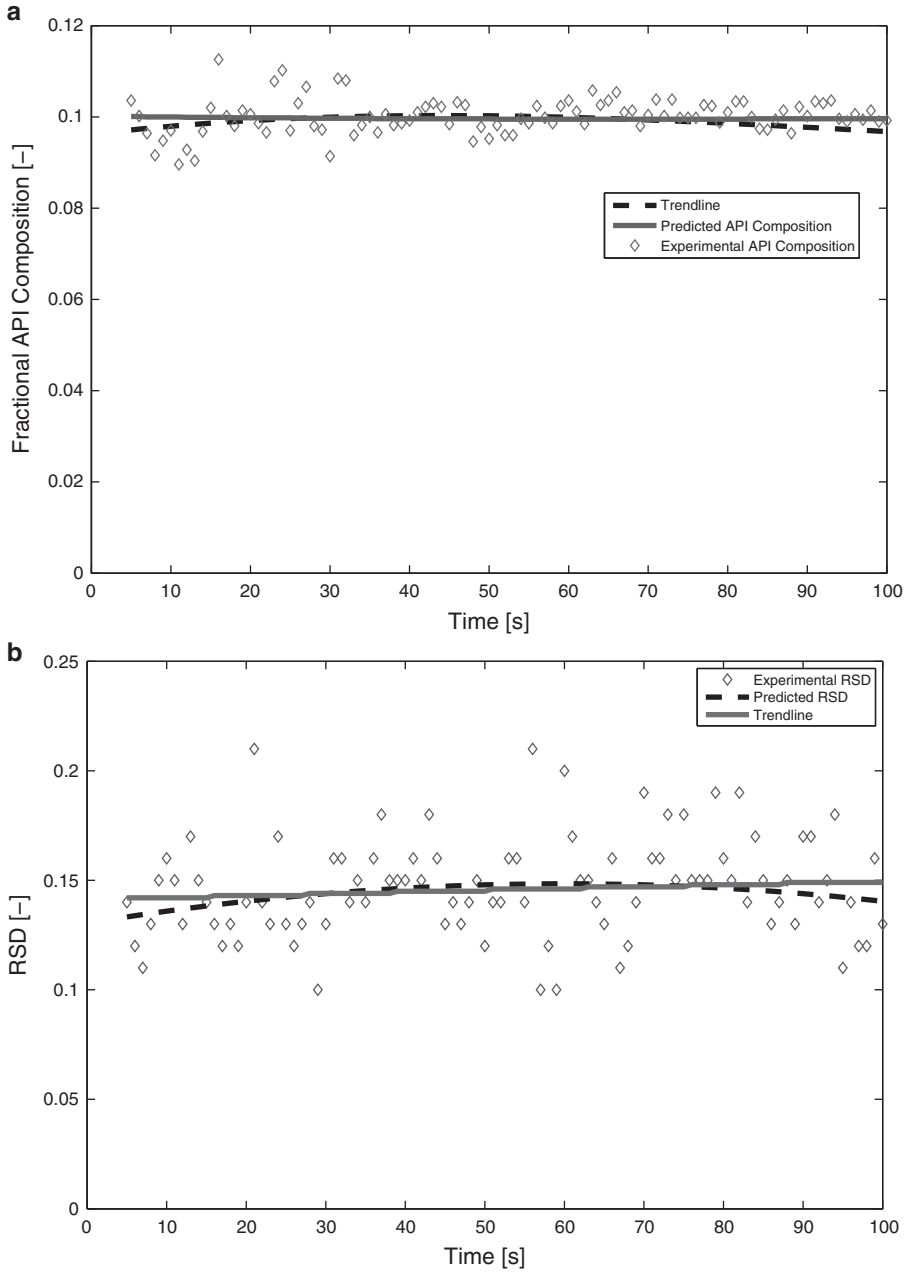 a
0.12
0.1
0.08
0.06
0.04
0.02
0
Fractional API Composition [−]
Trendline
Predicted API Composition
Experimental API Composition
0 10 20 30 40 50 60 70 80 90 100
Time [s]
b
0.25
0.2
0.15
0.1
0.05
0
RSD [−]
Experimental RSD
Predicted RSD
Trendline
0 10 20 30 40 50 60 70 80 90 100
Time [s]